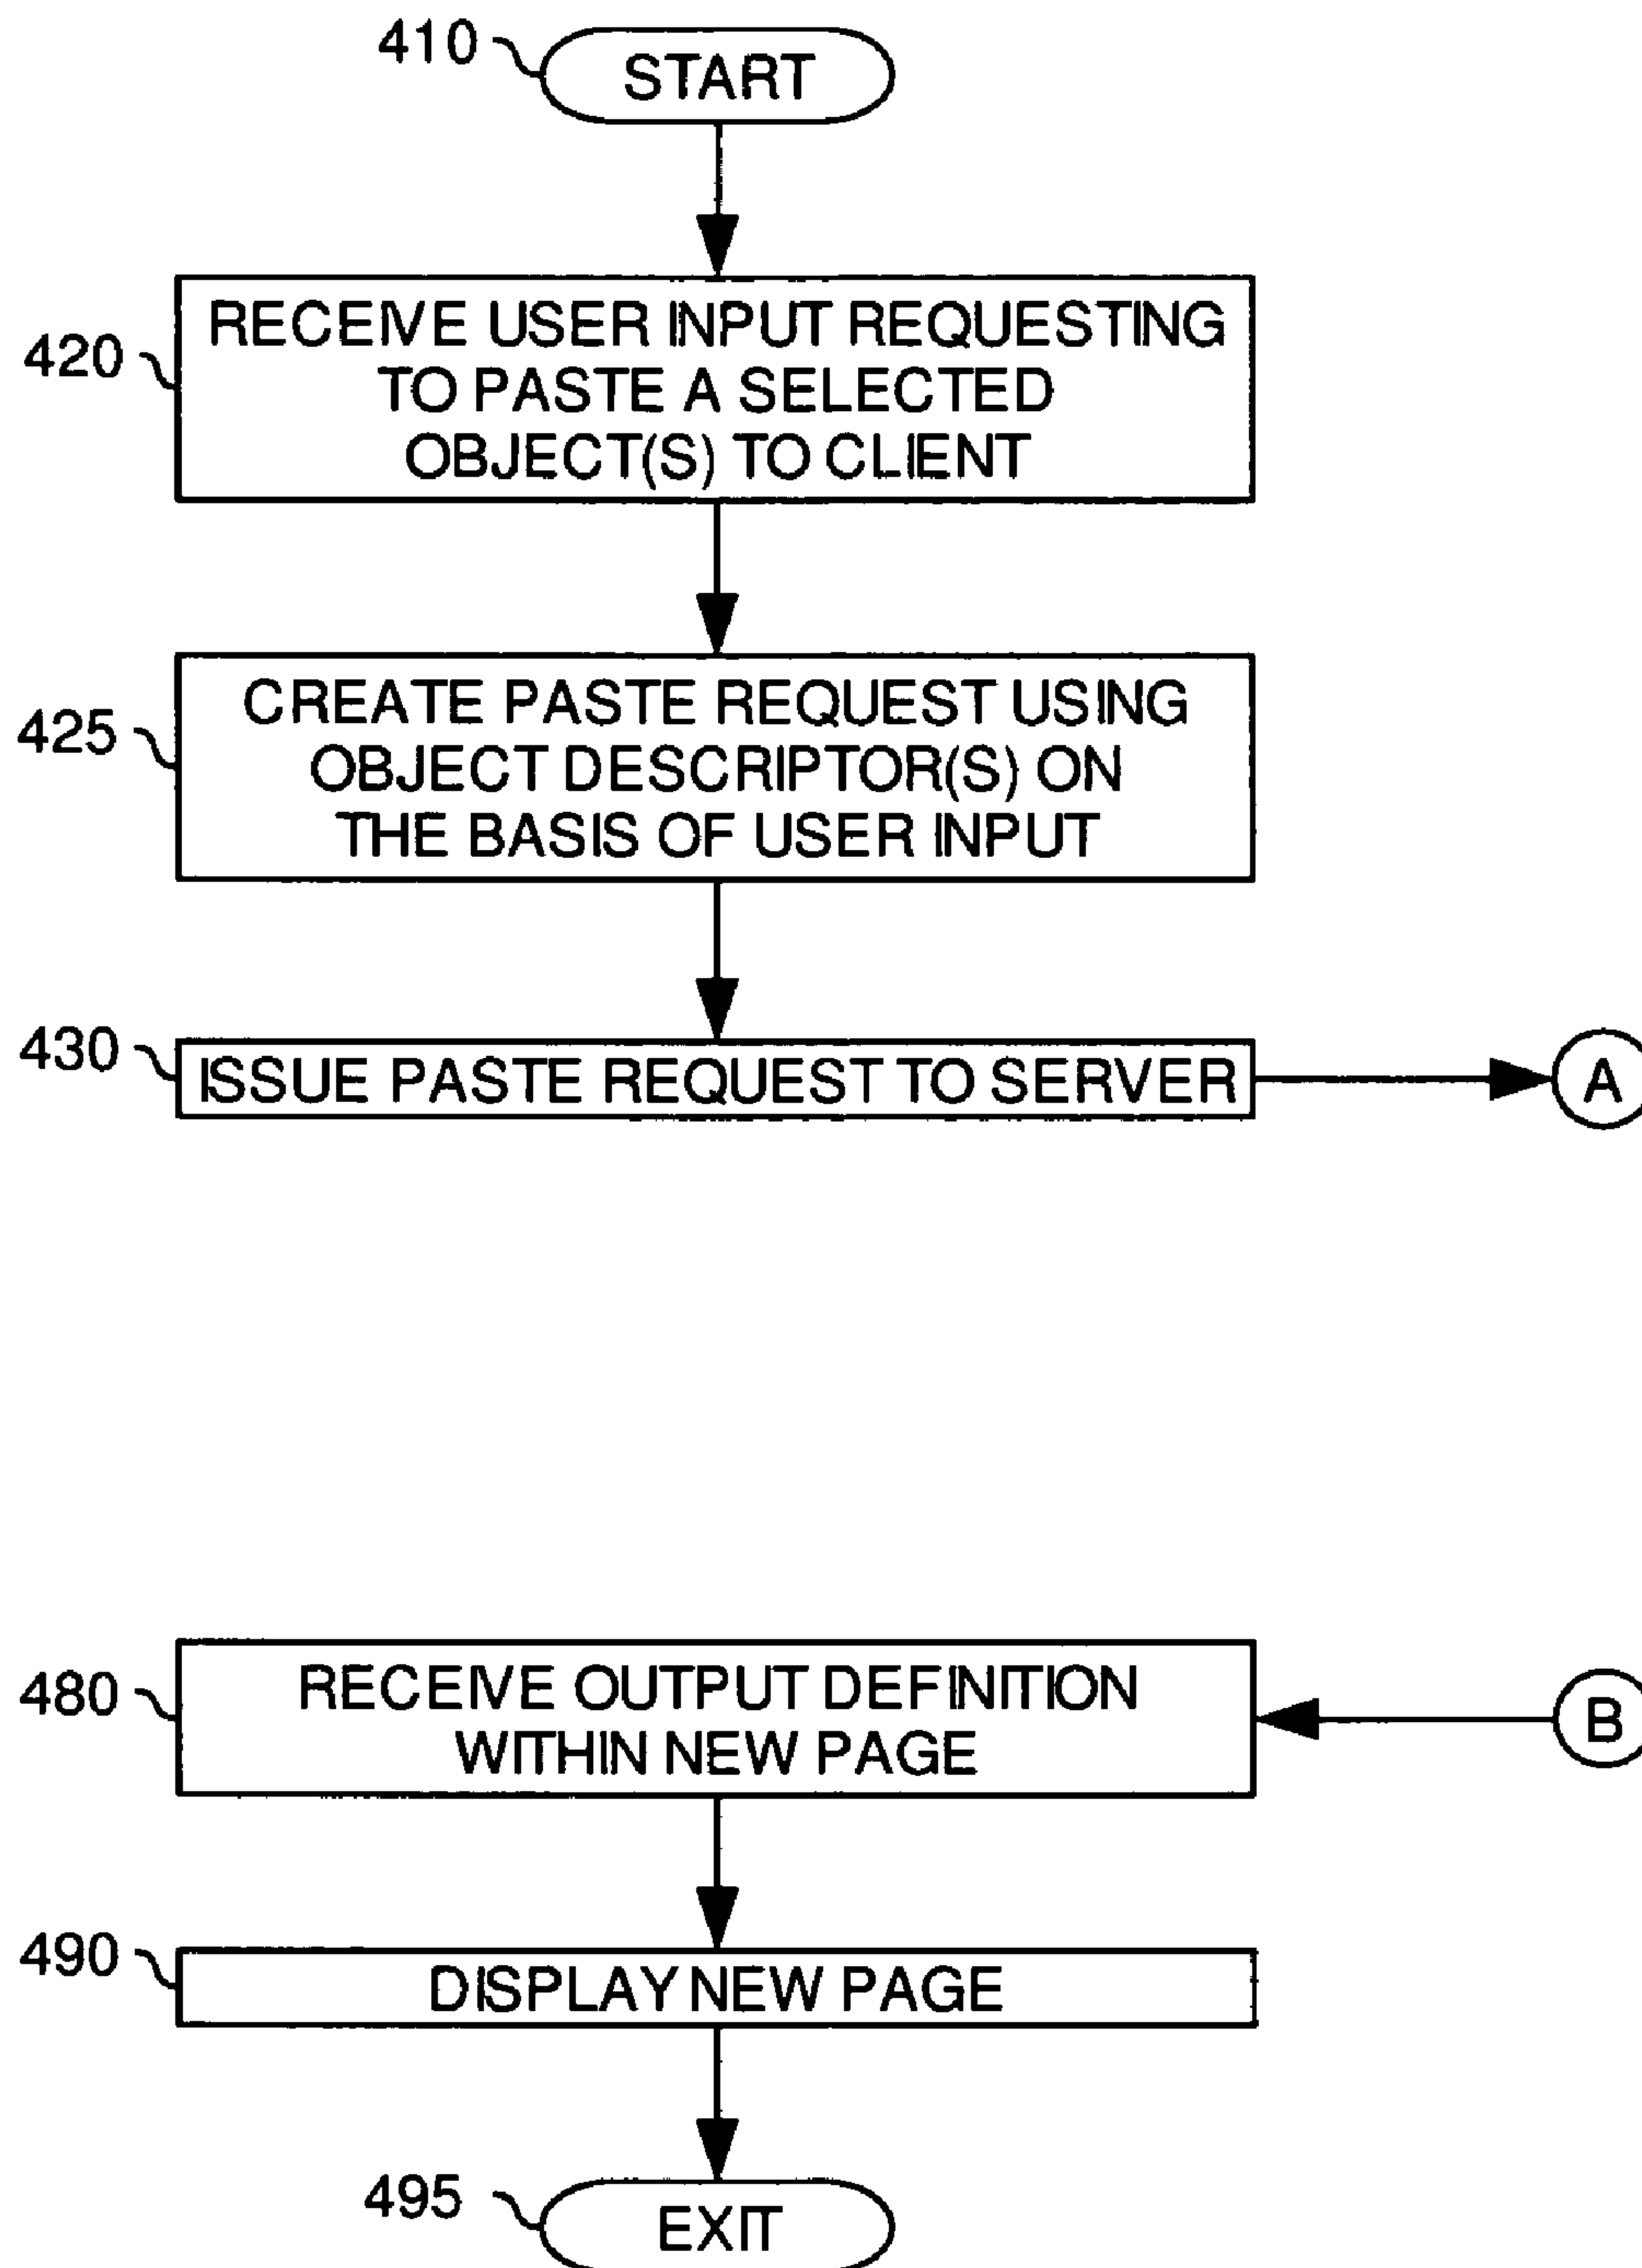 410
START
420
RECEIVE USER INPUT REQUESTING
TO PASTE A SELECTED
OBJECT(S) TO CLIENT
425
CREATE PASTE REQUEST USING
OBJECT DESCRIPTOR(S) ON
THE BASIS OF USER INPUT
430
ISSUE PASTE REQUEST TO SERVER
A
480
RECEIVE OUTPUT DEFINITION
WITHIN NEW PAGE
B
490
DISPLAY NEW PAGE
495
EXIT